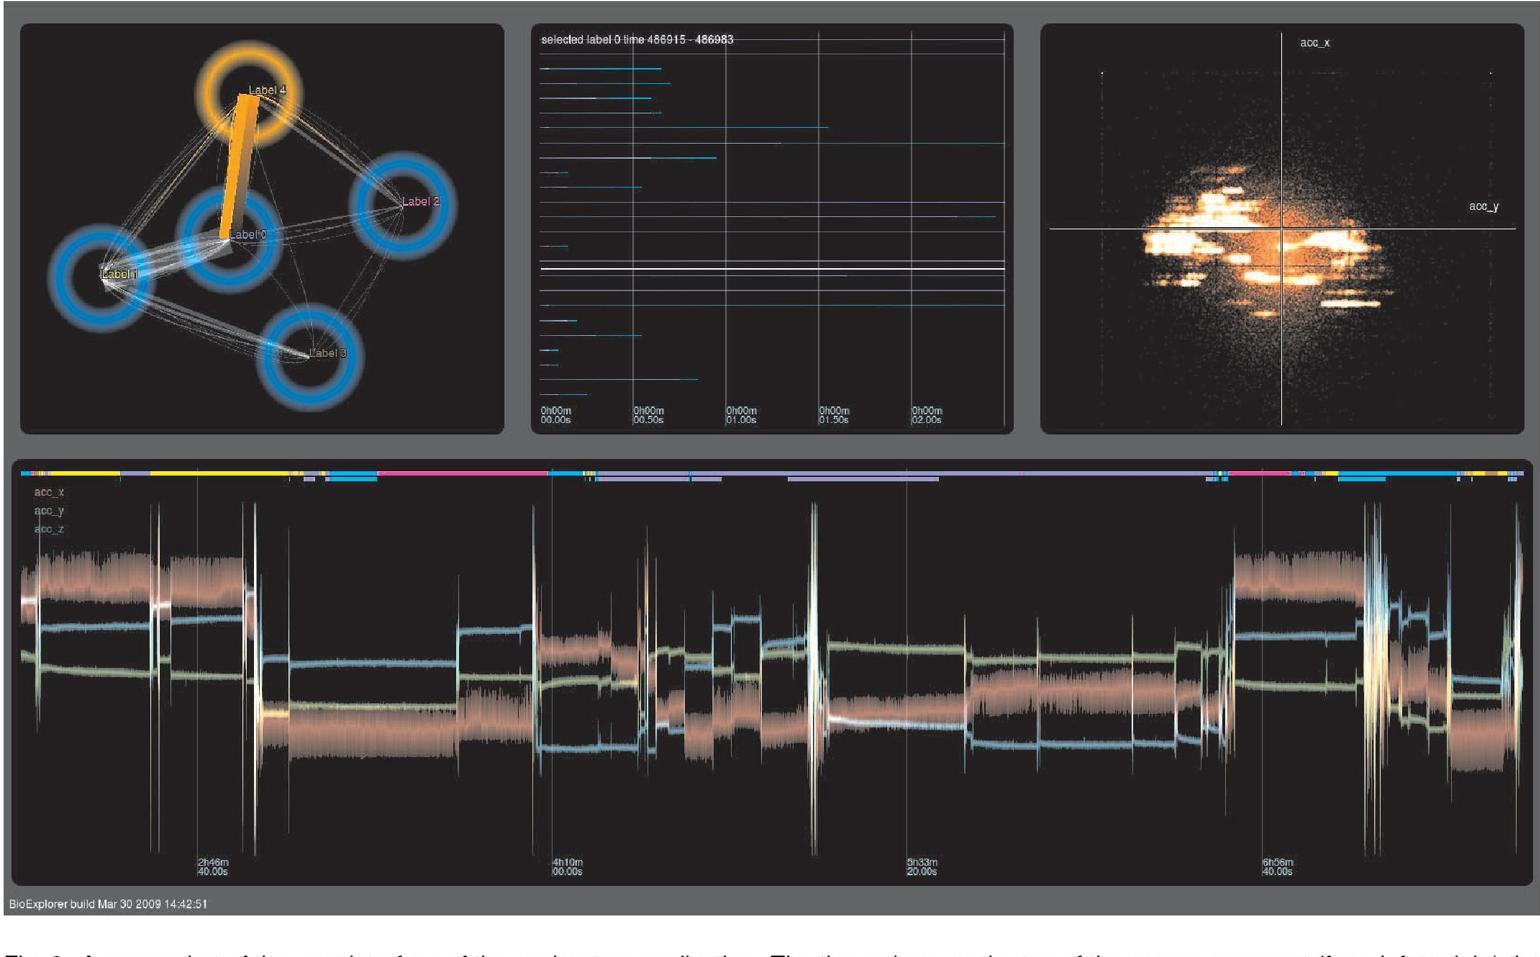 Label 4
Label 2
Label 0
Label 1
Label 3
selected label 0 time 486915 - 486983
0h00m 0h00m 0h00m 0h00m 0h00m
00.00s 00.50s 01.00s 01.50s 02.00s
acc_x
acc_y
acc_x
acc_y
acc_z
2h46m 4h10m 5h33m 6h56m
40.00s 00.00s 20.00s 40.00s
BioExplorer build Mar 30 2009 14:42:51